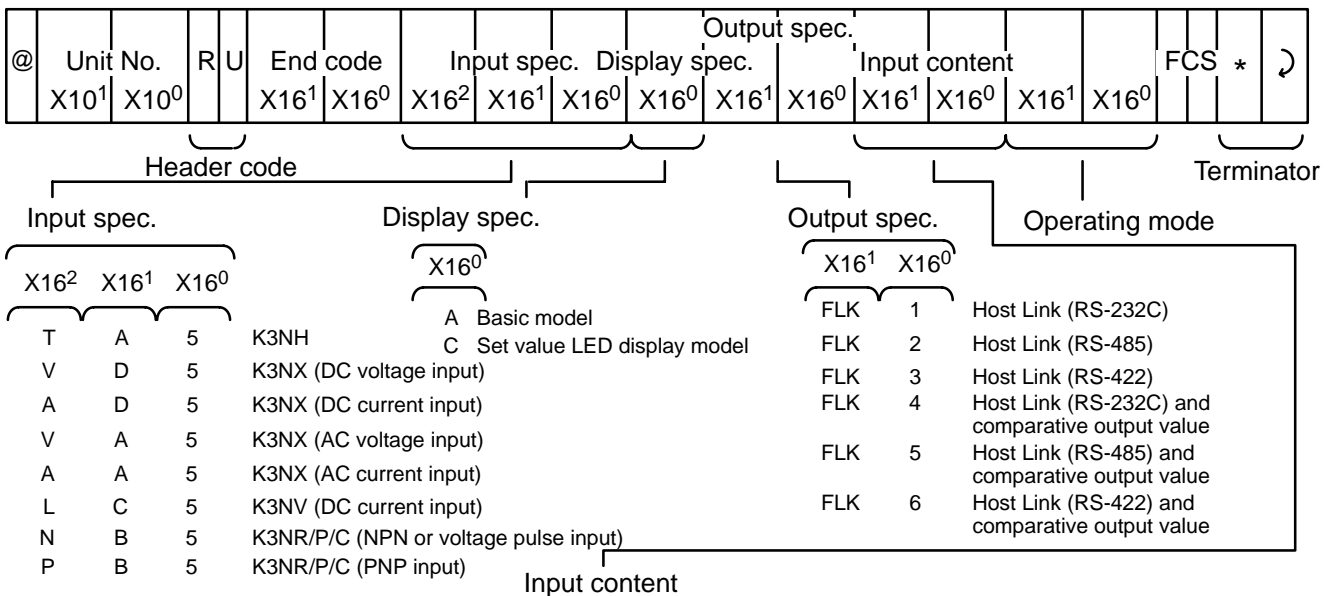 Output spec.
@ Unit No. R U End code Input spec. Display spec. Input content FCS *
X10¹ X10⁰ X16¹ X16⁰ X16² X16¹ X16⁰ X16⁰ X16¹ X16⁰ X16¹ X16⁰ X16¹ X16⁰
Header code Terminator
Input spec. Display spec. Output spec. Operating mode
X16² X16¹ X16⁰
T A 5 K3NH
V D 5 K3NX (DC voltage input)
A D 5 K3NX (DC current input)
V A 5 K3NX (AC voltage input)
A A 5 K3NX (AC current input)
L C 5 K3NV (DC current input)
N B 5 K3NR/P/C (NPN or voltage pulse input)
P B 5 K3NR/P/C (PNP input)
X16⁰
A Basic model
C Set value LED display model
X16¹ X16⁰
FLK 1 Host Link (RS-232C)
FLK 2 Host Link (RS-485)
FLK 3 Host Link (RS-422)
FLK 4 Host Link (RS-232C) and
comparative output value
FLK 5 Host Link (RS-485) and
comparative output value
FLK 6 Host Link (RS-422) and
comparative output value
Input content